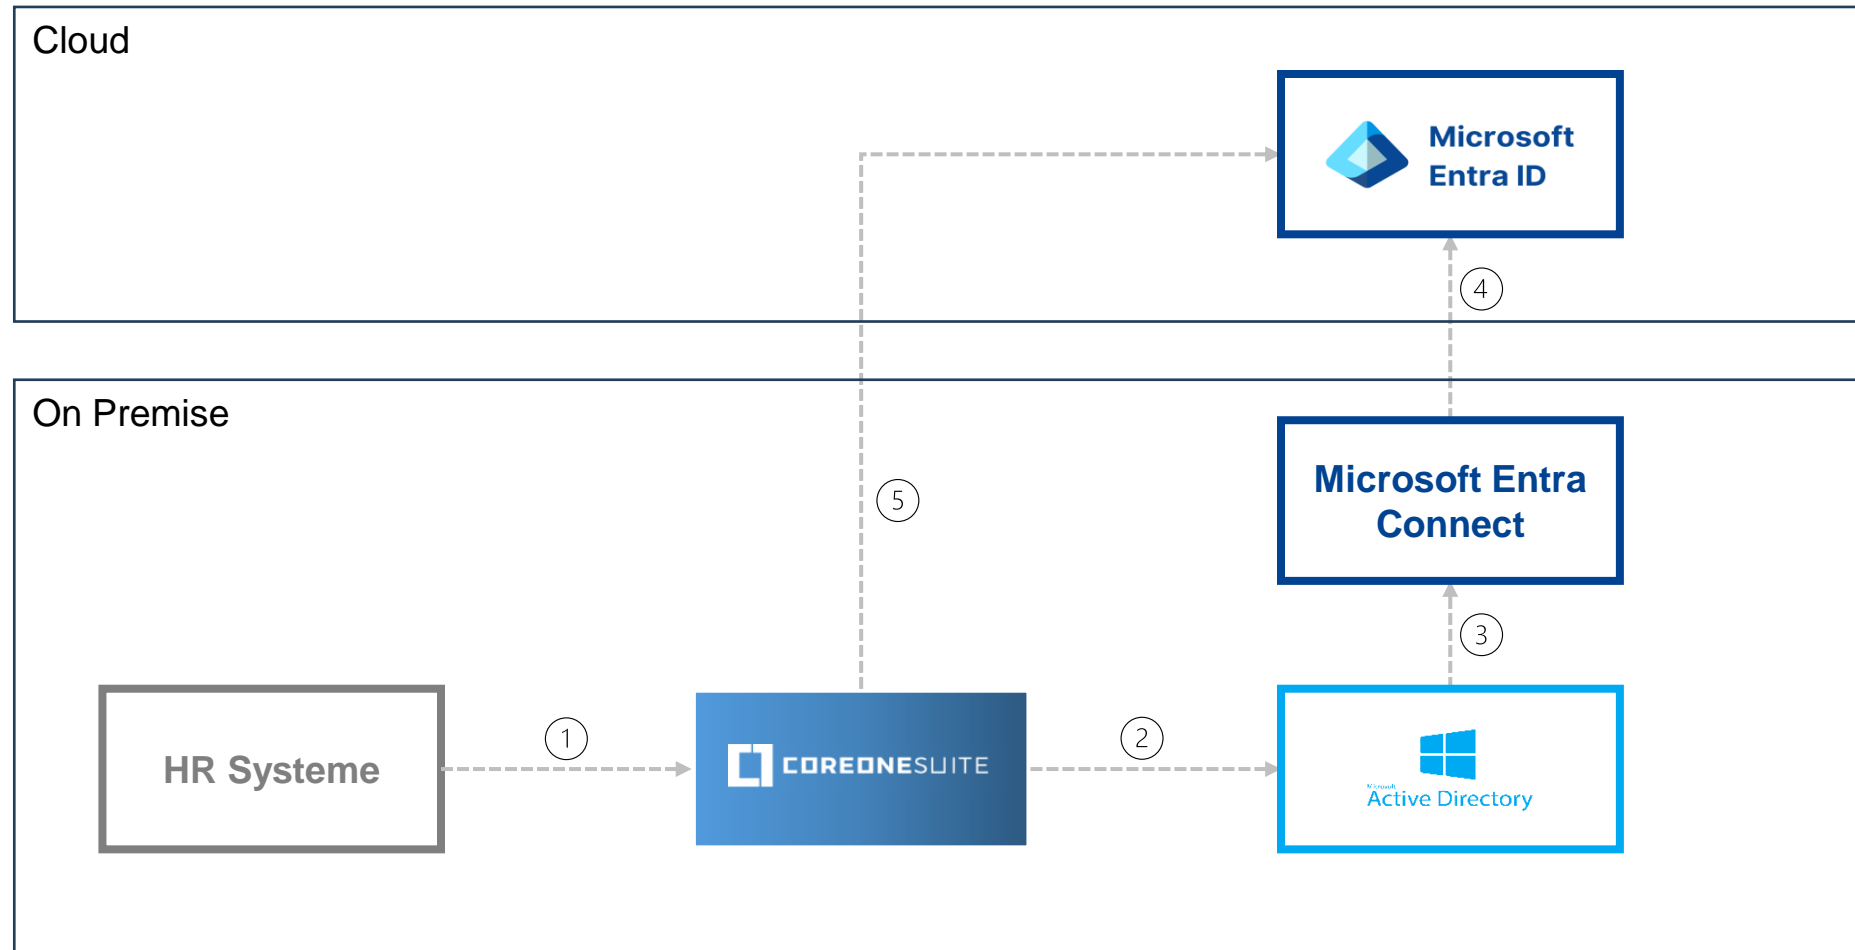 Cloud
Microsoft
Entra ID
4
On Premise
Microsoft Entra
Connect
5
3
HR Systeme
1
COREONESUITE
2
Microsoft
Active Directory